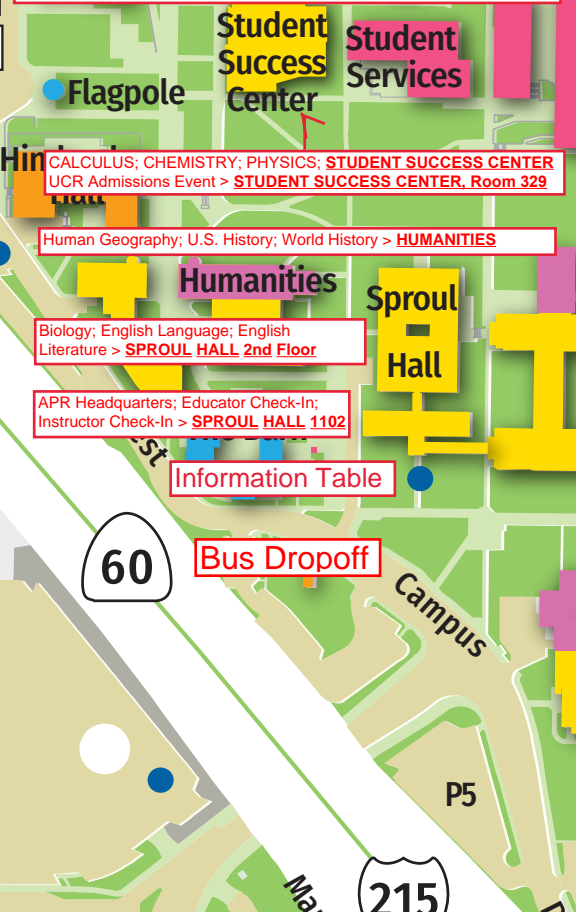 Student
Success
Center
Student
Services
Flagpole
CALCULUS; CHEMISTRY; PHYSICS; STUDENT SUCCESS CENTER
UCR Admissions Event > STUDENT SUCCESS CENTER, Room 329
Hall
Human Geography; U.S. History; World History > HUMANITIES
Humanities
Sproul
Hall
Biology; English Language; English
Literature > SPROUL HALL 2nd Floor
APR Headquarters; Educator Check-In;
Instructor Check-In > SPROUL HALL 1102
Information Table
Bus Dropoff
60
Campus
P5
215